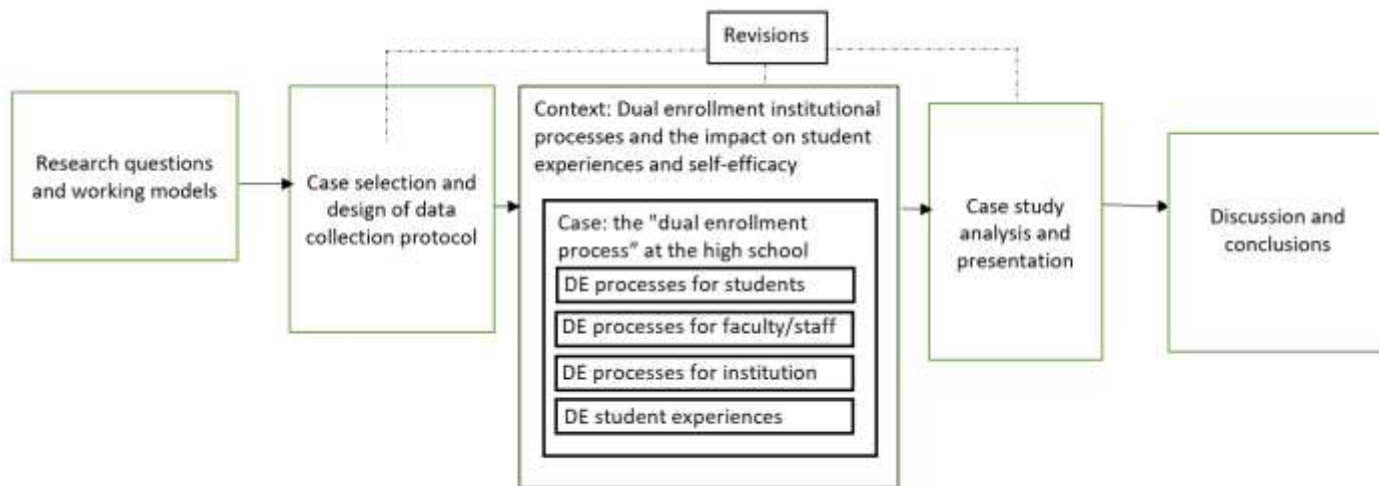 Revisions
Research questions
and working models
Case selection and
design of data
collection protocol
Context: Dual enrollment institutional
processes and the impact on student
experiences and self-efficacy
Case: the "dual enrollment
process” at the high school
DE processes for students
DE processes for faculty/staff
DE processes for institution
DE student experiences
Case study
analysis and
presentation
Discussion and
conclusions